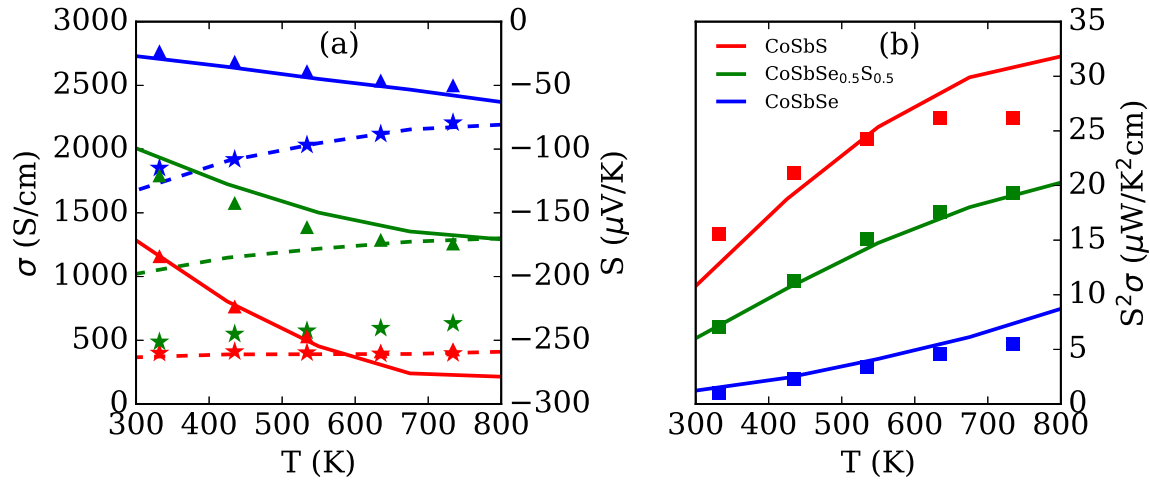 (a)
3000
2500
2000
1500
1000
500
0
σ (S/cm)
0
−50
−100
−150
−200
−250
−300
S (μV/K)
300 400 500 600 700 800
T (K)
(b)
CoSbS
CoSbSe₀.₅S₀.₅
CoSbSe
35
30
25
20
15
10
5
0
S²σ (μW/K²cm)
300 400 500 600 700 800
T (K)